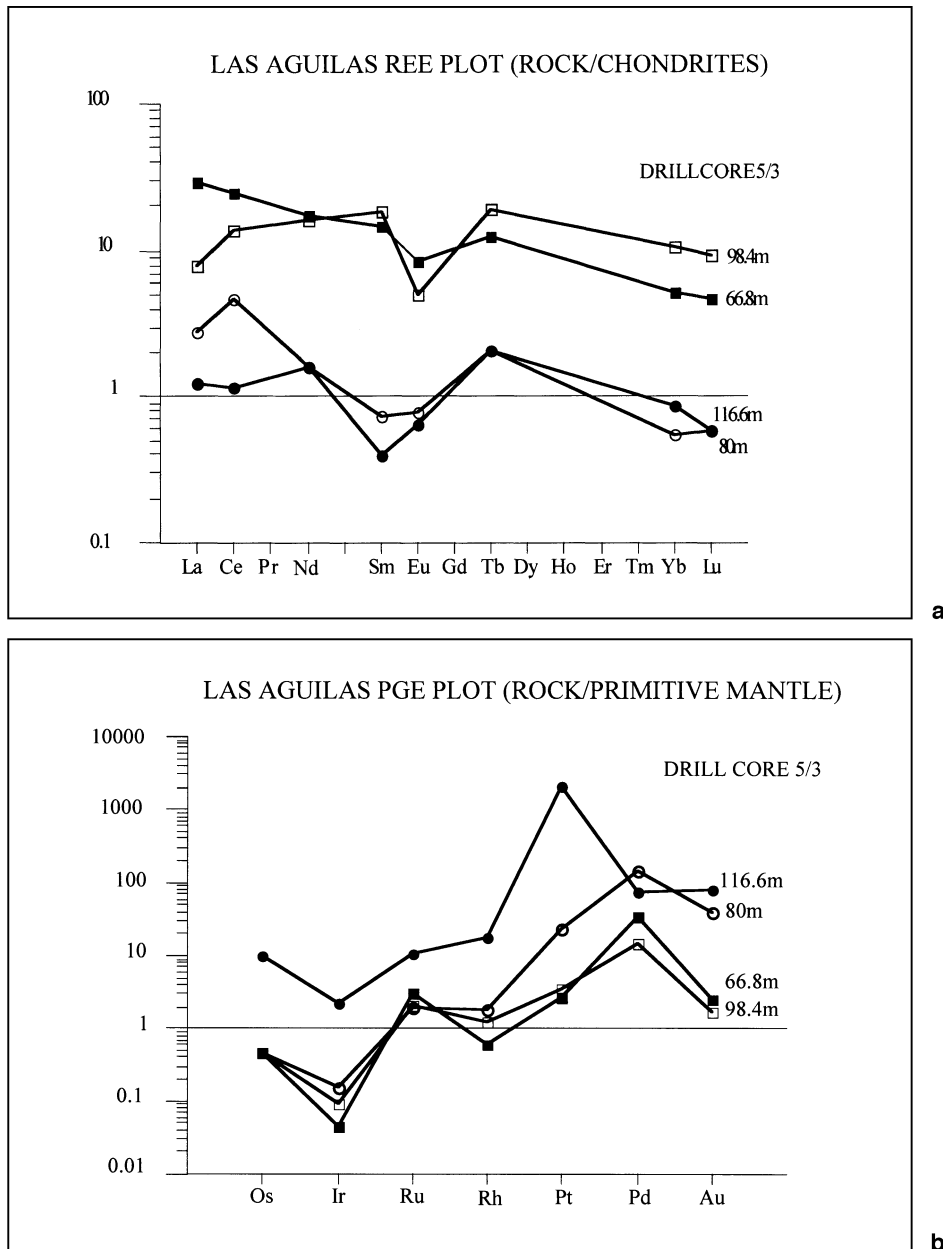 LAS AGUILAS REE PLOT (ROCK/CHONDRITES)
100
DRILLCORE 5/3
10
98.4m
66.8m
1
116.6m
80m
0.1
La Ce Pr Nd Sm Eu Gd Tb Dy Ho Er Tm Yb Lu
a
LAS AGUILAS PGE PLOT (ROCK/PRIMITIVE MANTLE)
10000
DRILL CORE 5/3
1000
100
116.6m
80m
10
66.8m
98.4m
1
0.1
0.01
Os Ir Ru Rh Pt Pd Au
b